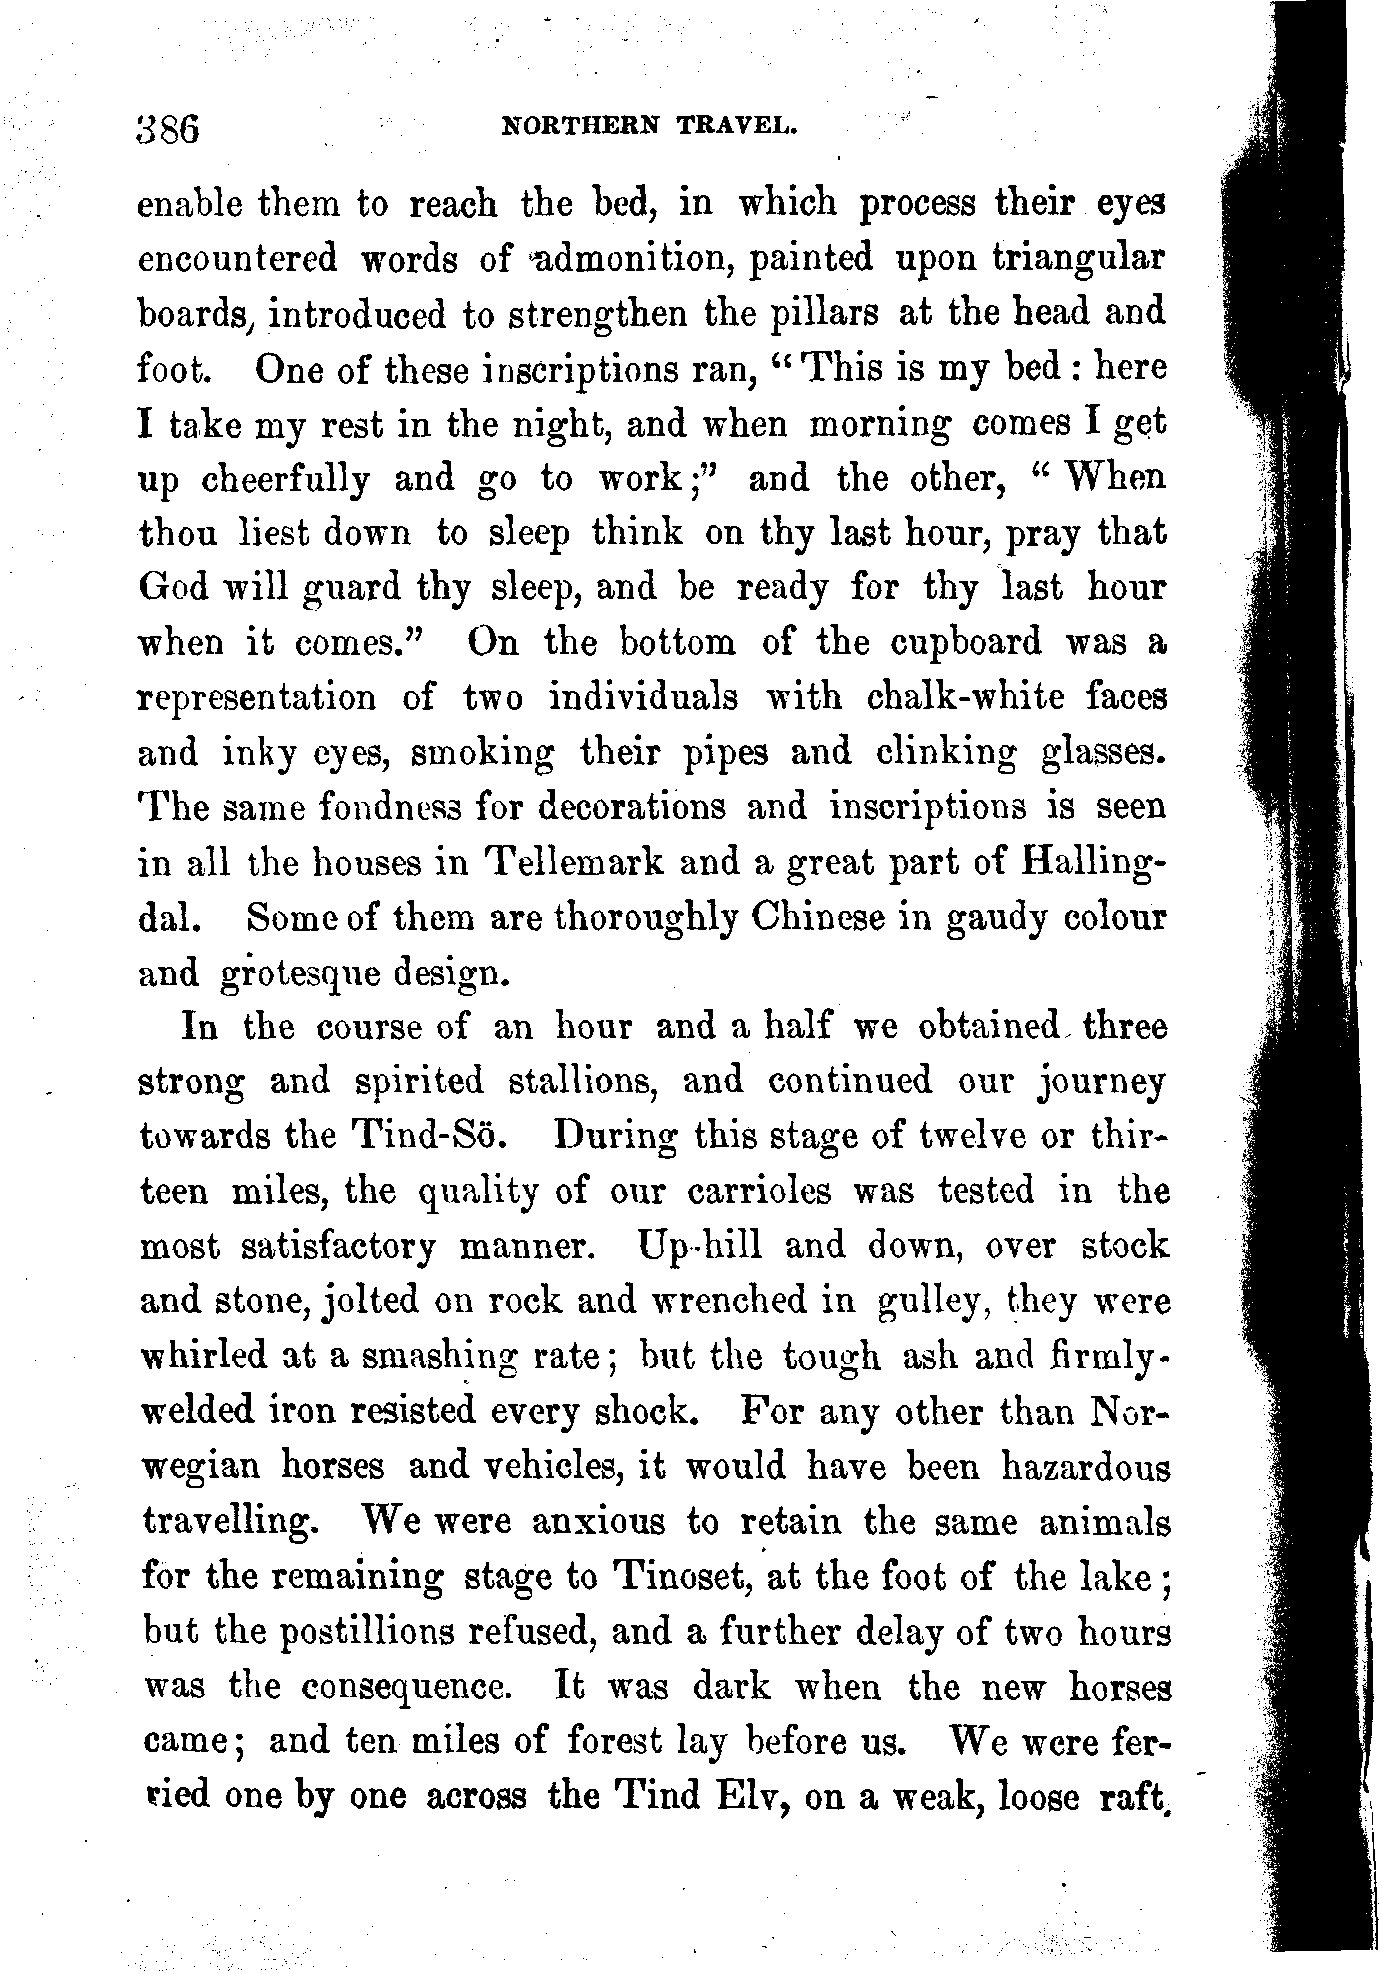 386 NORTHERN TRAVEL.
enable them to reach the bed, in which process their eyes
encountered words of admonition, painted upon triangular
boards, introduced to strengthen the pillars at the head and
foot. One of these inscriptions ran, “This is my bed : here
I take my rest in the night, and when morning comes I get
up cheerfully and go to work ;” and the other, “ When
thou liest down to sleep think on thy last hour, pray that
God will guard thy sleep, and be ready for thy last hour
when it comes.” On the bottom of the cupboard was a
representation of two individuals with chalk-white faces
and inky eyes, smoking their pipes and clinking glasses.
The same fondness for decorations and inscriptions is seen
in all the houses in Tellemark and a great part of Halling-
dal. Some of them are thoroughly Chinese in gaudy colour
and grotesque design.
In the course of an hour and a half we obtained three
strong and spirited stallions, and continued our journey
towards the Tind-Sö. During this stage of twelve or thir-
teen miles, the quality of our carrioles was tested in the
most satisfactory manner. Up-hill and down, over stock
and stone, jolted on rock and wrenched in gulley, they were
whirled at a smashing rate ; but the tough ash and firmly-
welded iron resisted every shock. For any other than Nor-
wegian horses and vehicles, it would have been hazardous
travelling. We were anxious to retain the same animals
for the remaining stage to Tinoset, at the foot of the lake ;
but the postillions refused, and a further delay of two hours
was the consequence. It was dark when the new horses
came ; and ten miles of forest lay before us. We were fer-
ried one by one across the Tind Elv, on a weak, loose raft.